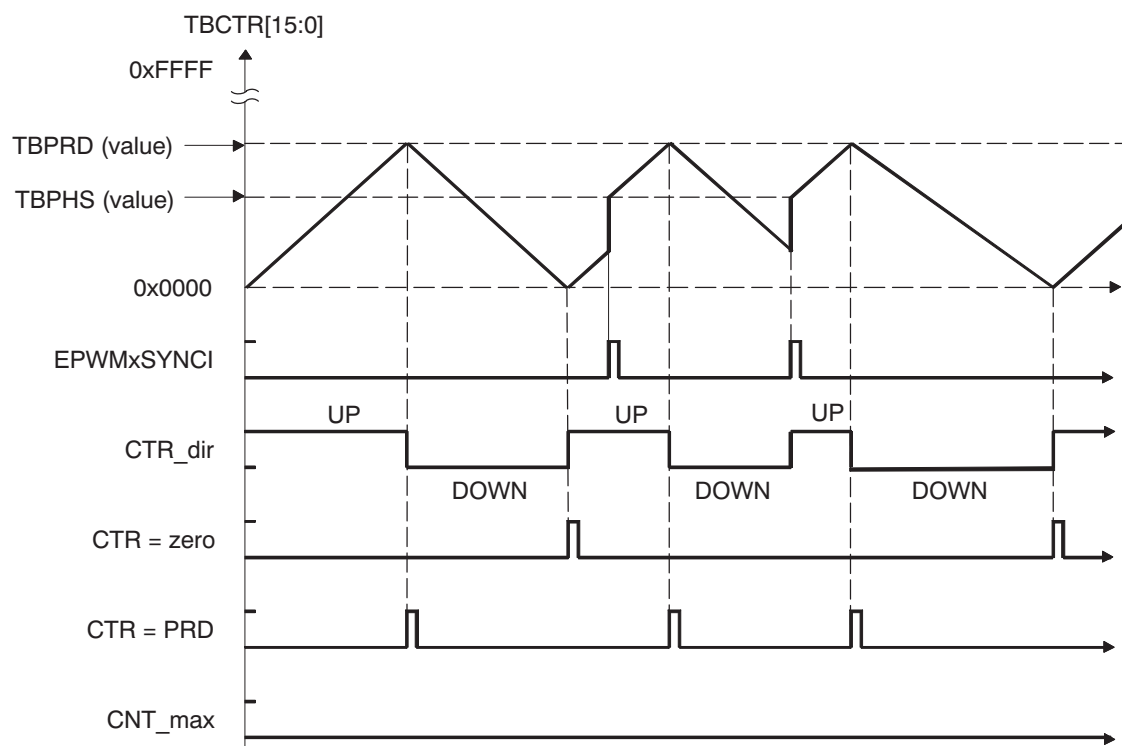 TBCTR[15:0]
0xFFFF
TBPRD (value)
TBPHS (value)
0x0000
EPWMxSYNCI
UP
UP
UP
CTR_dir
DOWN
DOWN
DOWN
CTR = zero
CTR = PRD
CNT_max